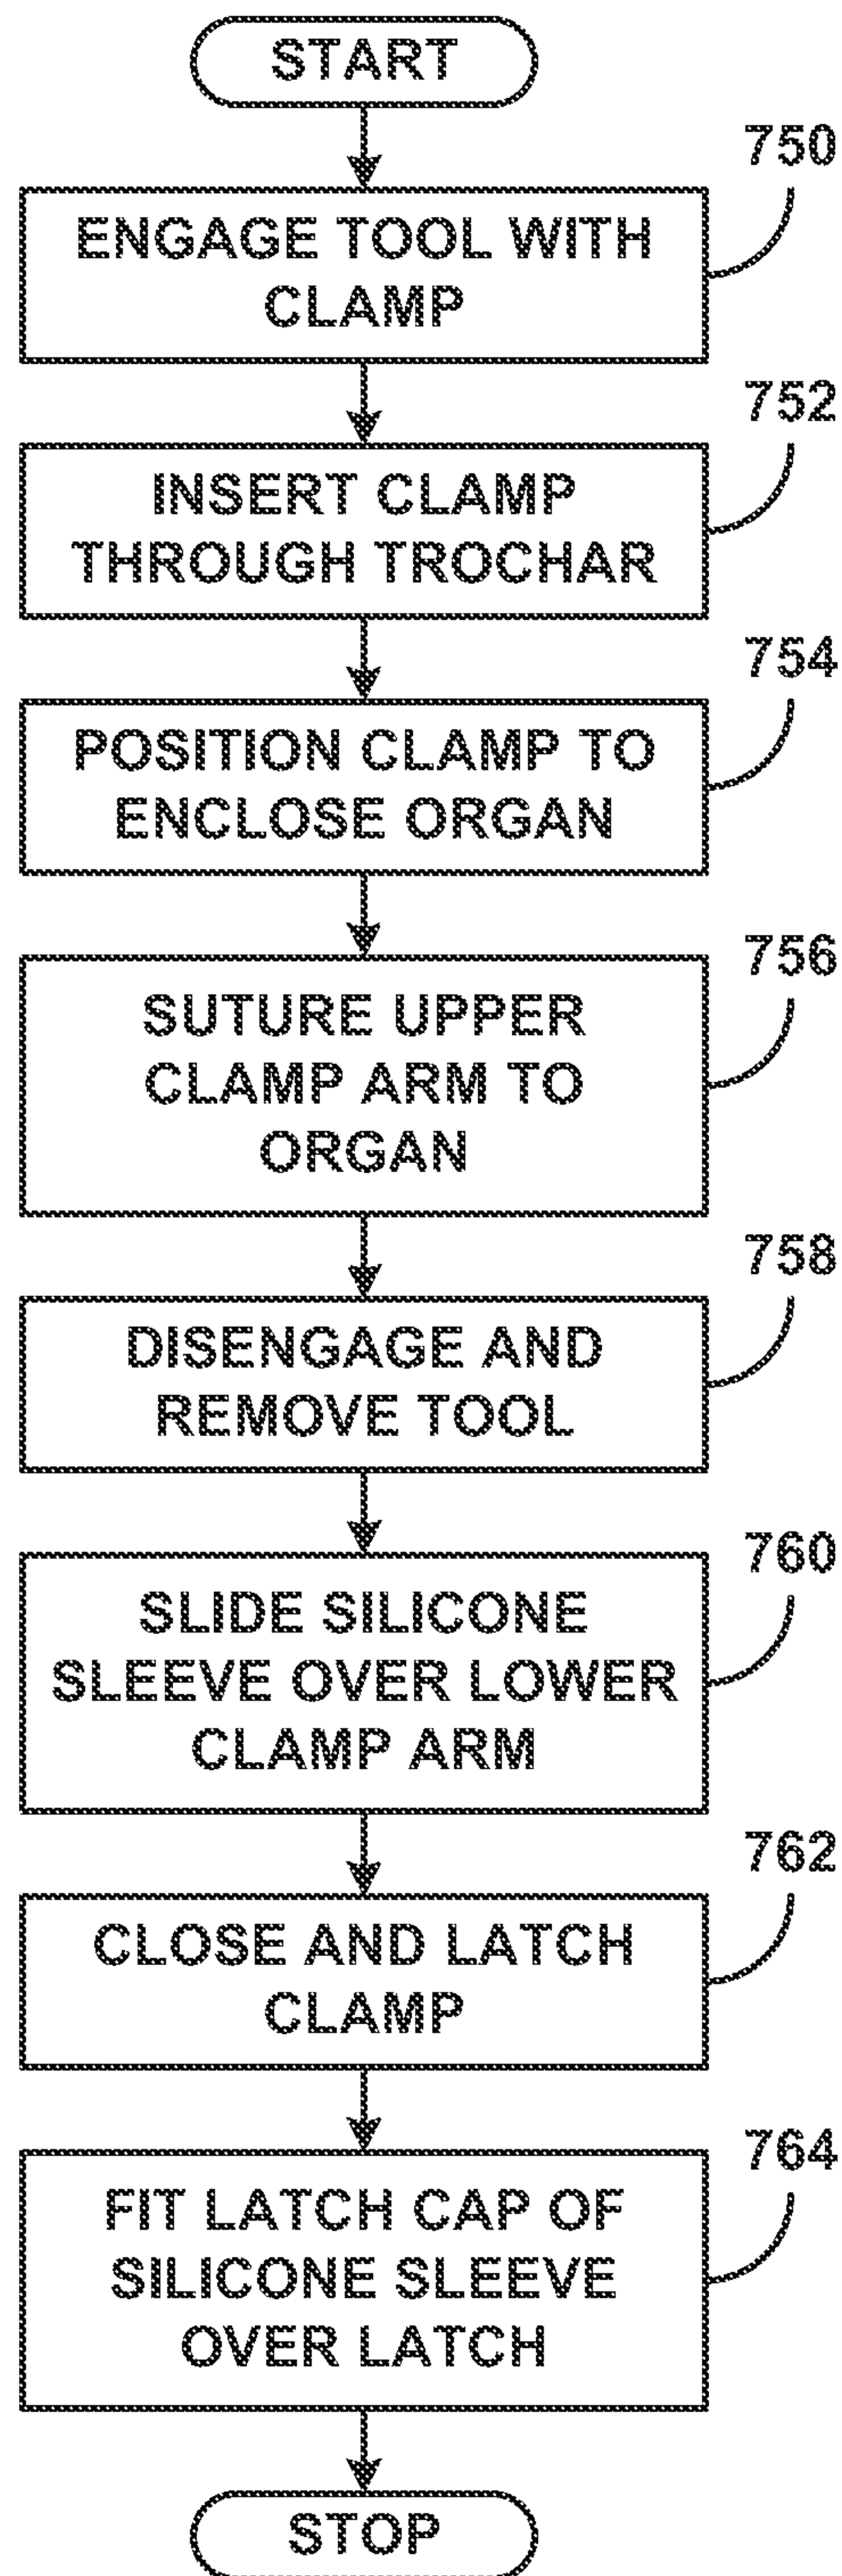 START
750
ENGAGE TOOL WITH
CLAMP
752
INSERT CLAMP
THROUGH TROCHAR
754
POSITION CLAMP TO
ENCLOSE ORGAN
756
SUTURE UPPER
CLAMP ARM TO
ORGAN
758
DISENGAGE AND
REMOVE TOOL
760
SLIDE SILICONE
SLEEVE OVER LOWER
CLAMP ARM
762
CLOSE AND LATCH
CLAMP
764
FIT LATCH CAP OF
SILICONE SLEEVE
OVER LATCH
STOP